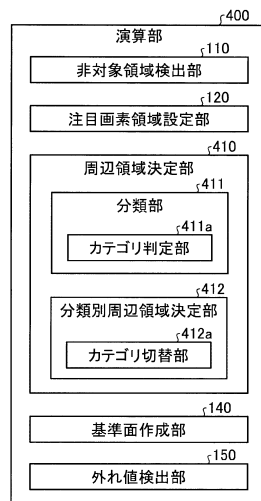 400
演算部
110
非対象領域検出部
120
注目画素領域設定部
410
周辺領域決定部
411
分類部
411a
カテゴリ判定部
412
分類別周辺領域決定部
412a
カテゴリ切替部
140
基準面作成部
150
外れ値検出部